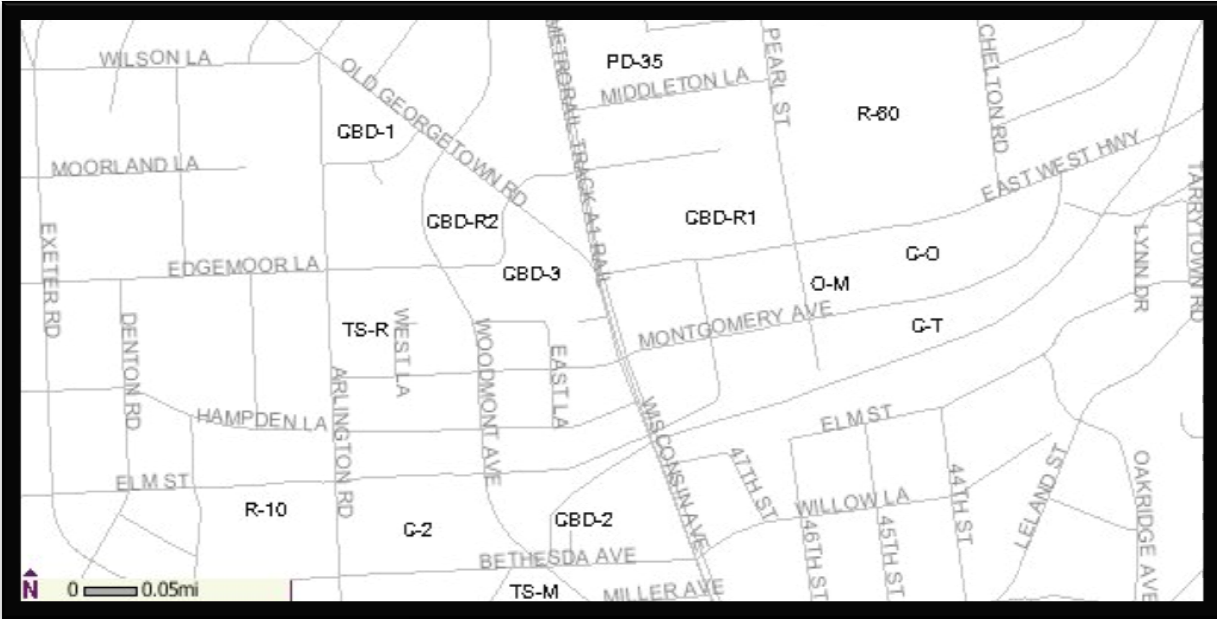 WILSON LA
OLD GEORGETOWN RD
METRORAIL TRACK A1 RAIL
PD-35
MIDDLETON LA
PEARL ST
CHELTON RD
R-60
CBD-1
MOORLAND LA
EAST WEST HWY
TARRYTOWN RD
CBD-R2
CBD-R1
EXETER RD
EDGEMOOR LA
CBD-3
C-O
LYNN DR
O-M
DENTON RD
TS-R
WEST LA
WOODMONT AVE
EAST LA
MONTGOMERY AVE
C-T
ARLINGTON RD
HAMPDEN LA
WISCONSIN AVE
ELM ST
ELM ST
47TH ST
44TH ST
LELAND ST
OAKRIDGE AVE
R-10
C-2
CBD-2
WILLOW LA
46TH ST
45TH ST
BETHESDA AVE
N
0 0.05mi
TS-M
MILLER AVE